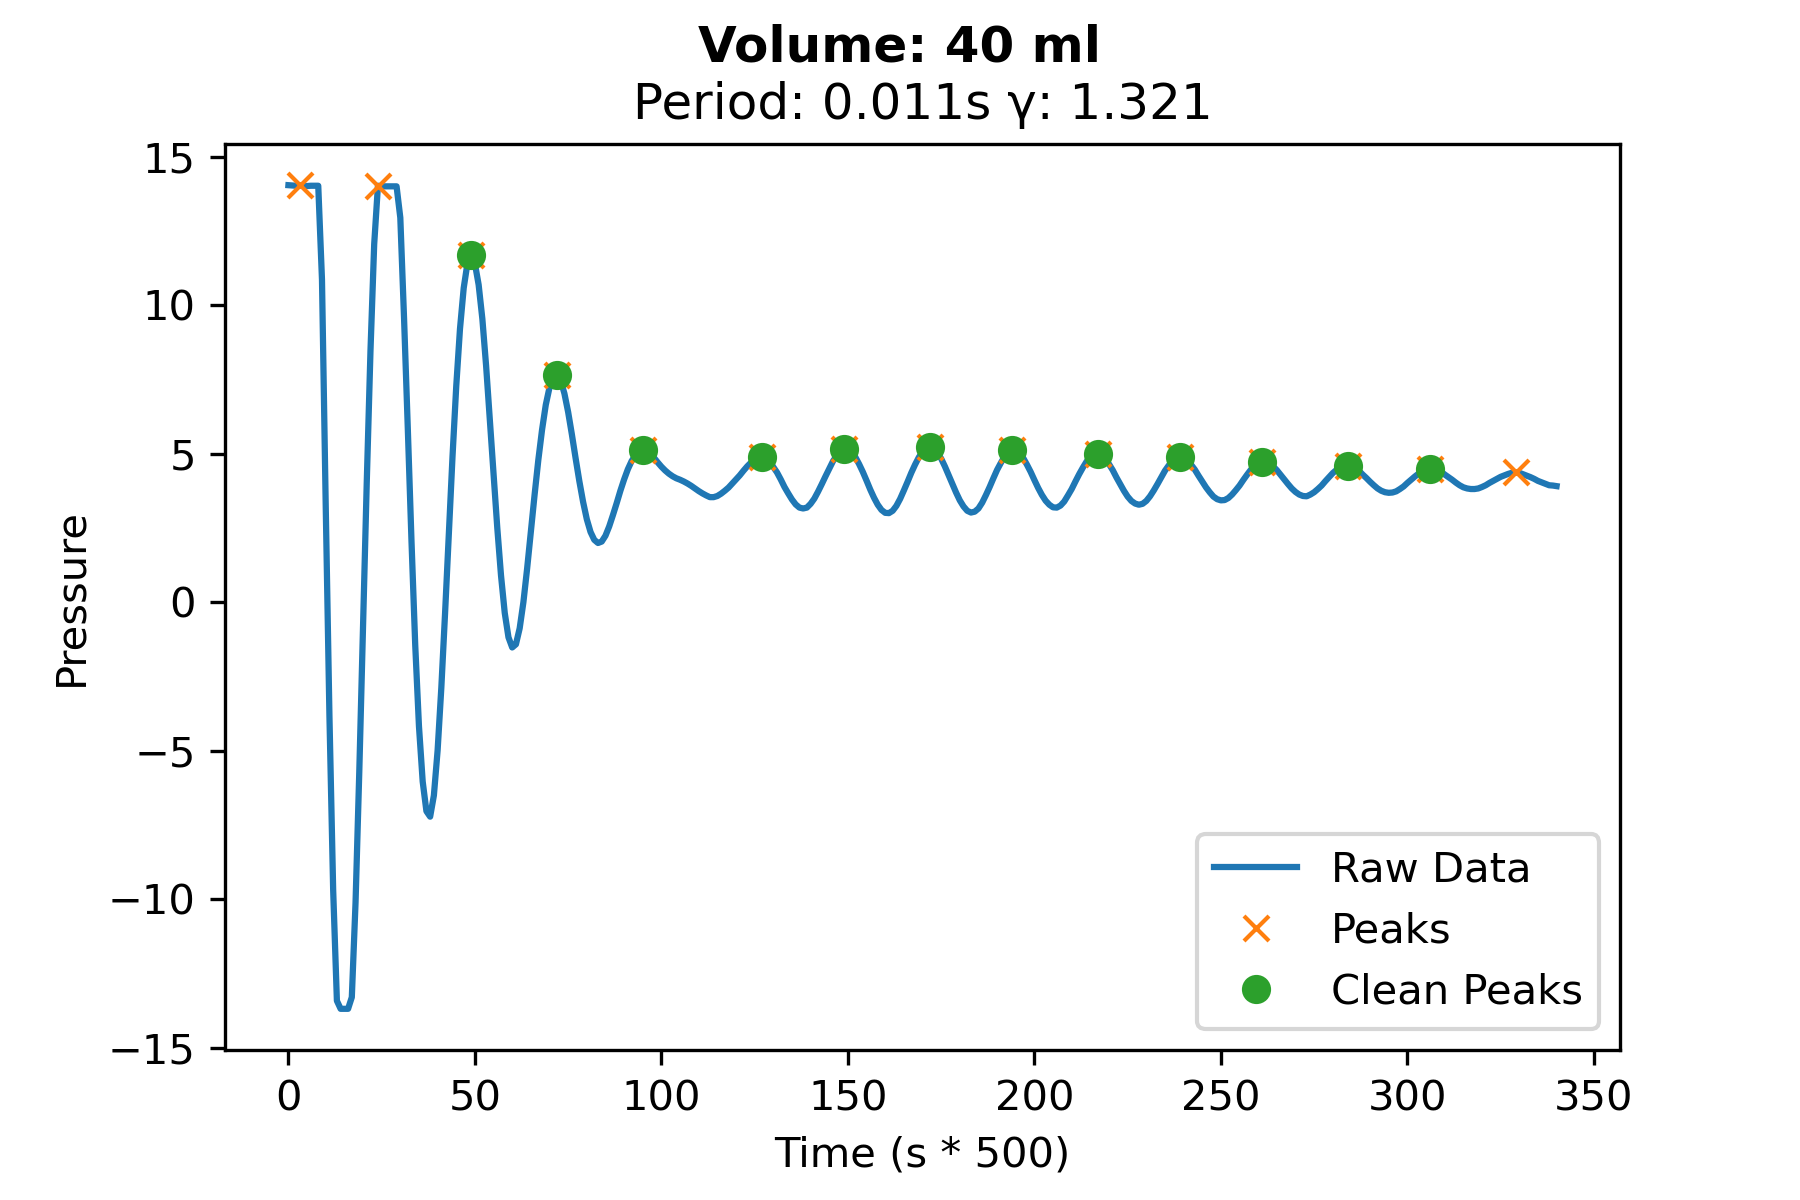 Volume: 40 ml
Period: 0.011s γ: 1.321
15
10
5
0
−5
−10
−15
Pressure
0 50 100 150 200 250 300 350
Time (s * 500)
Raw Data
Peaks
Clean Peaks